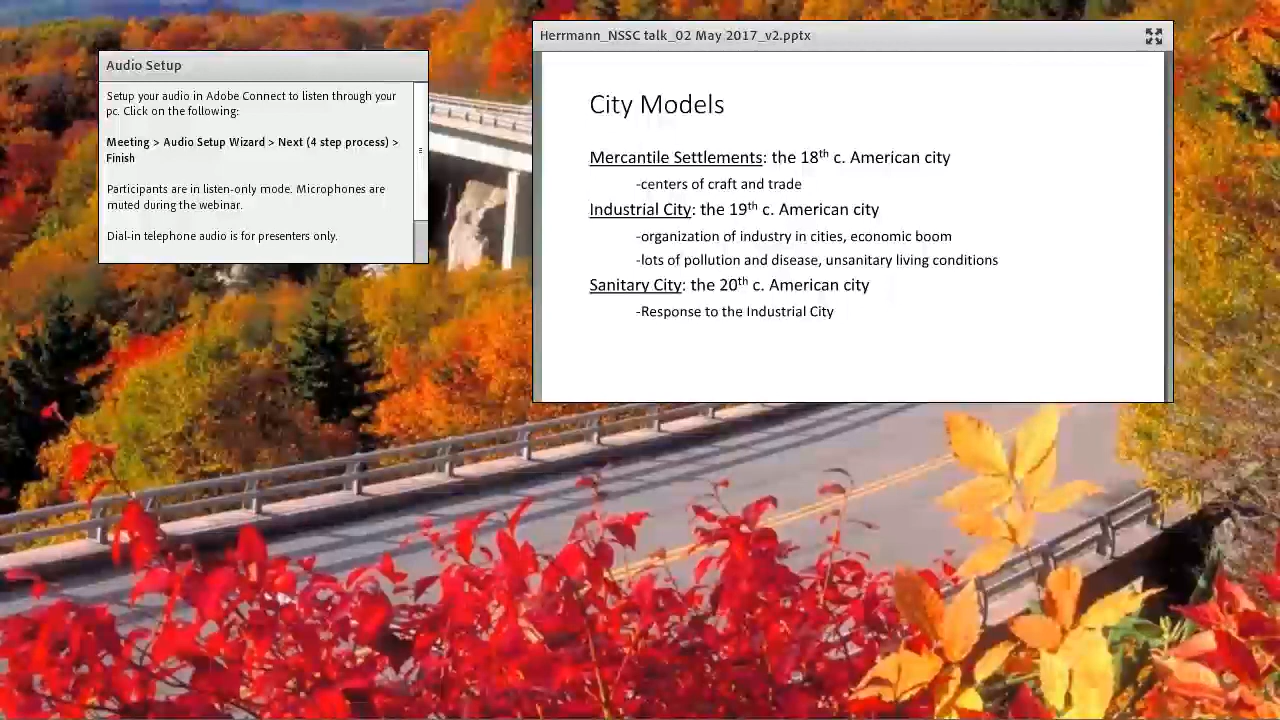 Audio Setup
Setup your audio in Adobe Connect to listen through your
pc. Click on the following:
Meeting > Audio Setup Wizard > Next (4 step process) >
Finish
Participants are in listen-only mode. Microphones are
muted during the webinar.
Dial-in telephone audio is for presenters only.
Herrmann_NSSC talk_02 May 2017_v2.pptx
City Models
Mercantile Settlements: the 18th c. American city
-centers of craft and trade
Industrial City: the 19th c. American city
-organization of industry in cities, economic boom
-lots of pollution and disease, unsanitary living conditions
Sanitary City: the 20th c. American city
-Response to the Industrial City